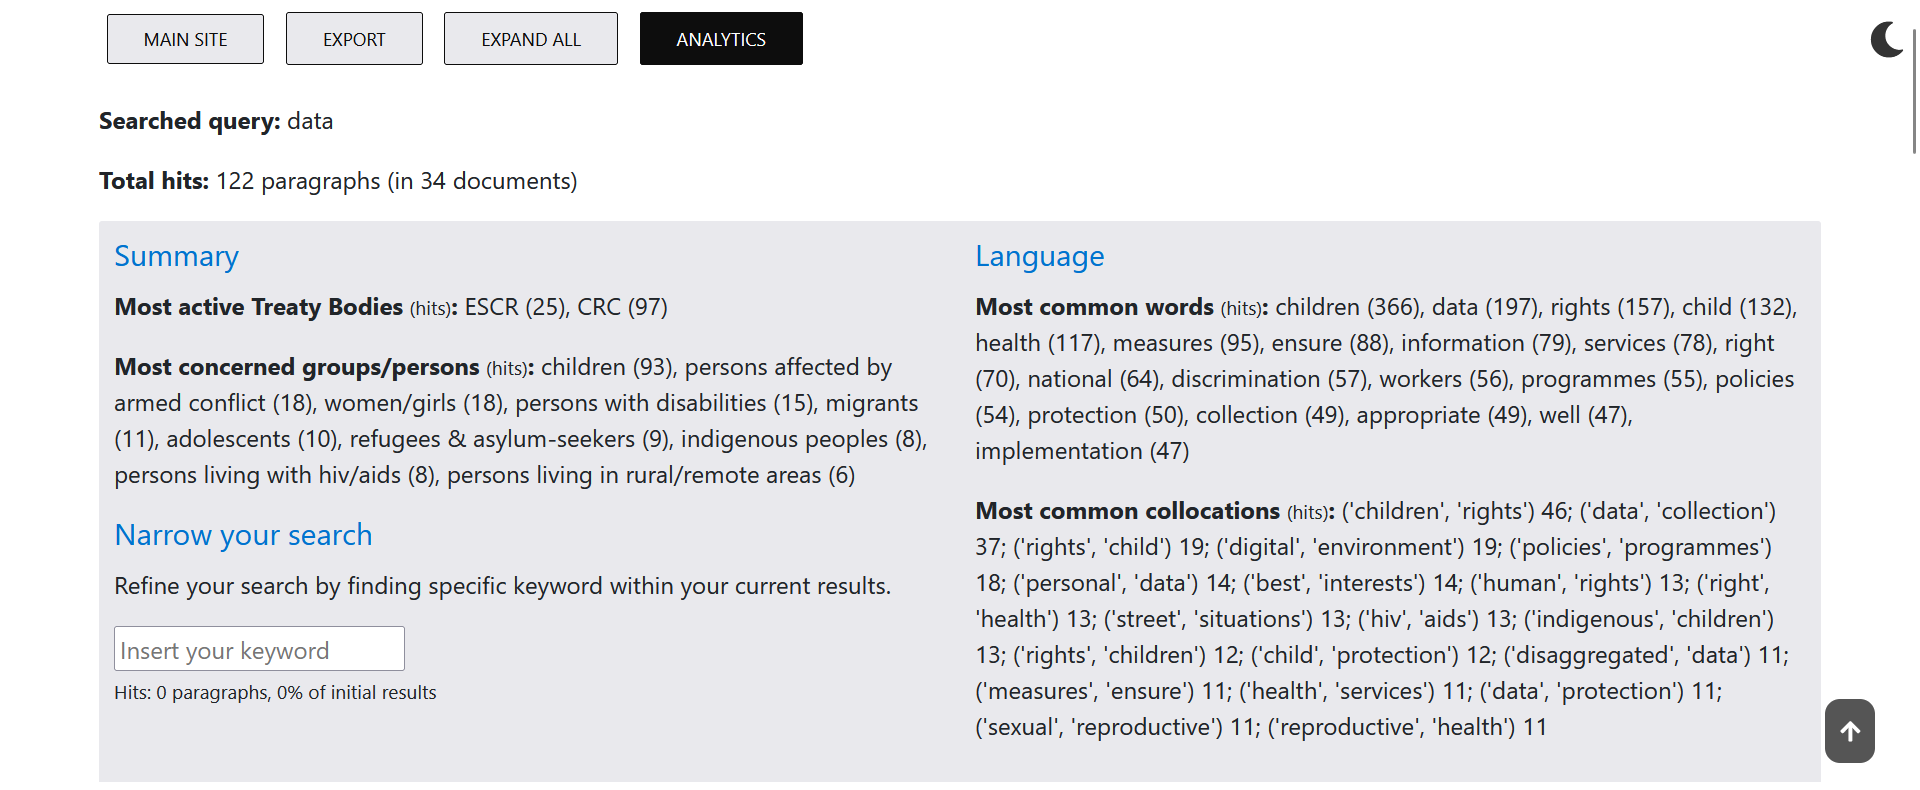 MAIN SITE
EXPORT
EXPAND ALL
ANALYTICS
Searched query: data
Total hits: 122 paragraphs (in 34 documents)
Summary
Most active Treaty Bodies (hits): ESCR (25), CRC (97)
Most concerned groups/persons (hits): children (93), persons affected by
armed conflict (18), women/girls (18), persons with disabilities (15), migrants
(11), adolescents (10), refugees & asylum-seekers (9), indigenous peoples (8),
persons living with hiv/aids (8), persons living in rural/remote areas (6)
Narrow your search
Refine your search by finding specific keyword within your current results.
Insert your keyword
Hits: 0 paragraphs, 0% of initial results
Language
Most common words (hits): children (366), data (197), rights (157), child (132),
health (117), measures (95), ensure (88), information (79), services (78), right
(70), national (64), discrimination (57), workers (56), programmes (55), policies
(54), protection (50), collection (49), appropriate (49), well (47),
implementation (47)
Most common collocations (hits): ('children', 'rights') 46; ('data', 'collection')
37; ('rights', 'child') 19; ('digital', 'environment') 19; ('policies', 'programmes')
18; ('personal', 'data') 14; ('best', 'interests') 14; ('human', 'rights') 13; ('right',
'health') 13; ('street', 'situations') 13; ('hiv', 'aids') 13; ('indigenous', 'children')
13; ('rights', 'children') 12; ('child', 'protection') 12; ('disaggregated', 'data') 11;
('measures', 'ensure') 11; ('health', 'services') 11; ('data', 'protection') 11;
('sexual', 'reproductive') 11; ('reproductive', 'health') 11